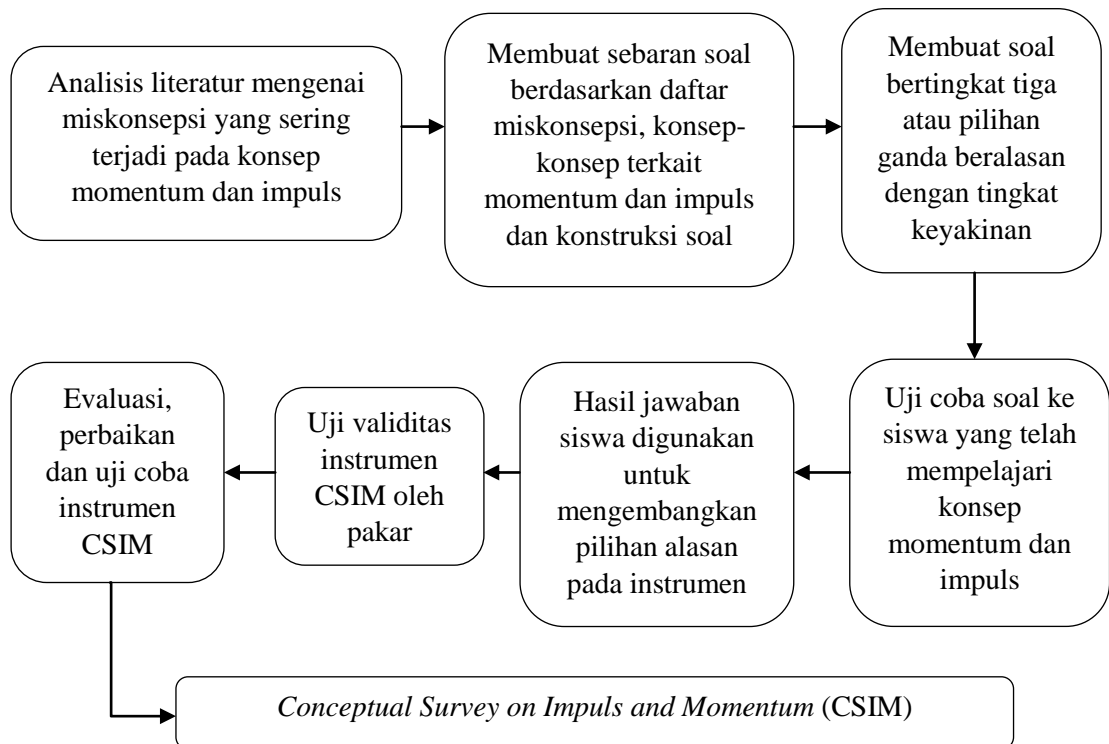 Analisis literatur mengenai
miskonsepsi yang sering
terjadi pada konsep
momentum dan impuls
Membuat sebaran soal
berdasarkan daftar
miskonsepsi, konsep-
konsep terkait
momentum dan impuls
dan konstruksi soal
Membuat soal
bertingkat tiga
atau pilihan
ganda beralasan
dengan tingkat
keyakinan
Uji coba soal ke
siswa yang telah
mempelajari
konsep
momentum dan
impuls
Hasil jawaban
siswa digunakan
untuk
mengembangkan
pilihan alasan
pada instrumen
Uji validitas
instrumen
CSIM oleh
pakar
Evaluasi,
perbaikan
dan uji coba
instrumen
CSIM
Conceptual Survey on Impuls and Momentum (CSIM)